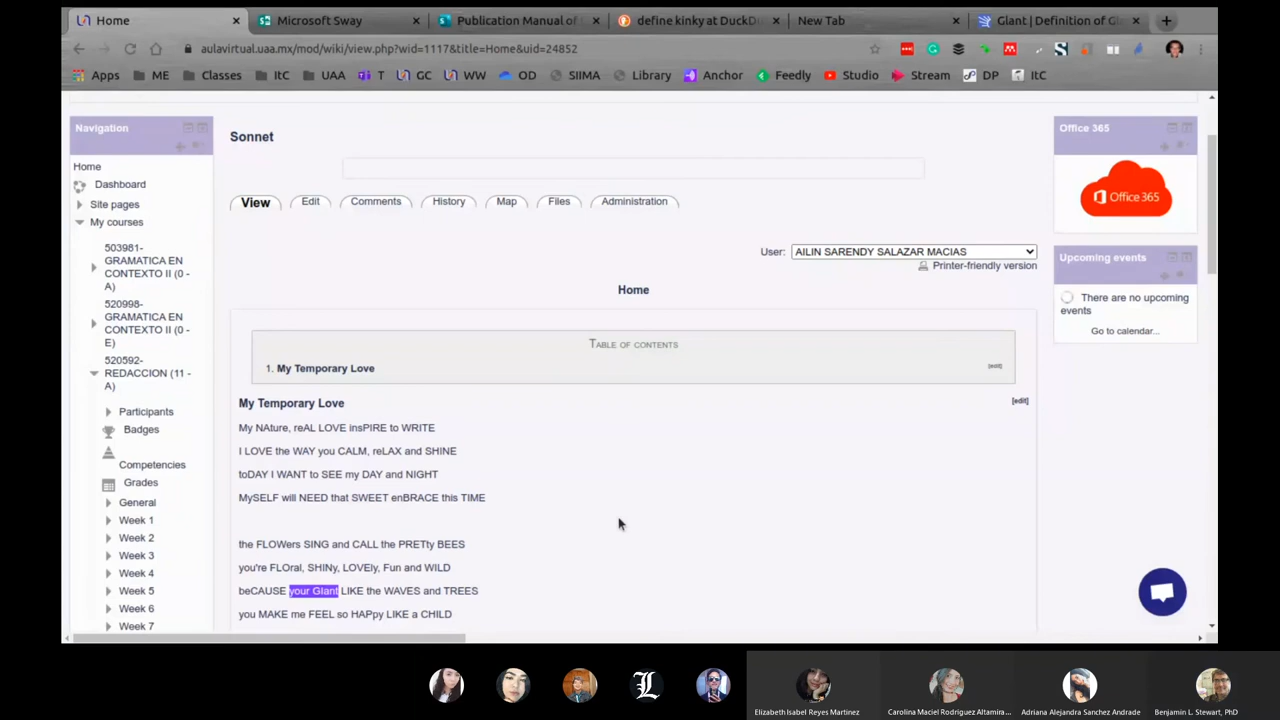 Home
Microsoft Sway
Publication Manual of
define kinky at DuckDu
New Tab
Glant | Definition of Gla
aulavirtual.uaa.mx/mod/wiki/view.php?wid=1117&title=Home&uid=24852
Apps ME Classes ItC UAA T GC WW OD SIIMA Library Anchor Feedly Studio Stream DP ItC
Navigation
Home
Dashboard
Site pages
My courses
503981-
GRAMATICA EN
CONTEXTO II (0 -
A)
520998-
GRAMATICA EN
CONTEXTO II (0 -
E)
520592-
REDACCION (11 -
A)
Participants
Badges
Competencies
Grades
General
Week 1
Week 2
Week 3
Week 4
Week 5
Week 6
Week 7
Sonnet
View Edit Comments History Map Files Administration
User: AILIN SARENDY SALAZAR MACIAS
Printer-friendly version
Home
Table of contents
1. My Temporary Love [edit]
My Temporary Love [edit]
My NAture, reAL LOVE insPIRE to WRITE
I LOVE the WAY you CALM, reLAX and SHINE
toDAY I WANT to SEE my DAY and NIGHT
MySELF will NEED that SWEET enBRACE this TIME
the FLOWers SING and CALL the PRETty BEES
you're FLOral, SHINy, LOVEly, Fun and WILD
beCAUSE your GIant LIKE the WAVES and TREES
you MAKE me FEEL so HAPpy LIKE a CHILD
Office 365
Office 365
Upcoming events
There are no upcoming
events
Go to calendar...
L
Elizabeth Isabel Reyes Martinez
Carolina Maciel Rodriguez Altamira...
Adriana Alejandra Sanchez Andrade
Benjamin L. Stewart, PhD